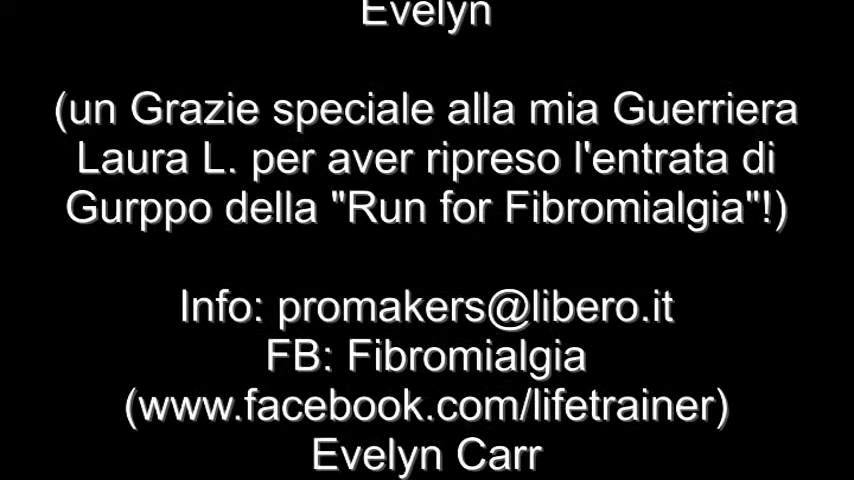 Evelyn
(un Grazie speciale alla mia Guerriera
Laura L. per aver ripreso l'entrata di
Gurppo della "Run for Fibromialgia"!)
Info: promakers@libero.it
FB: Fibromialgia
(www.facebook.com/lifetrainer)
Evelyn Carr